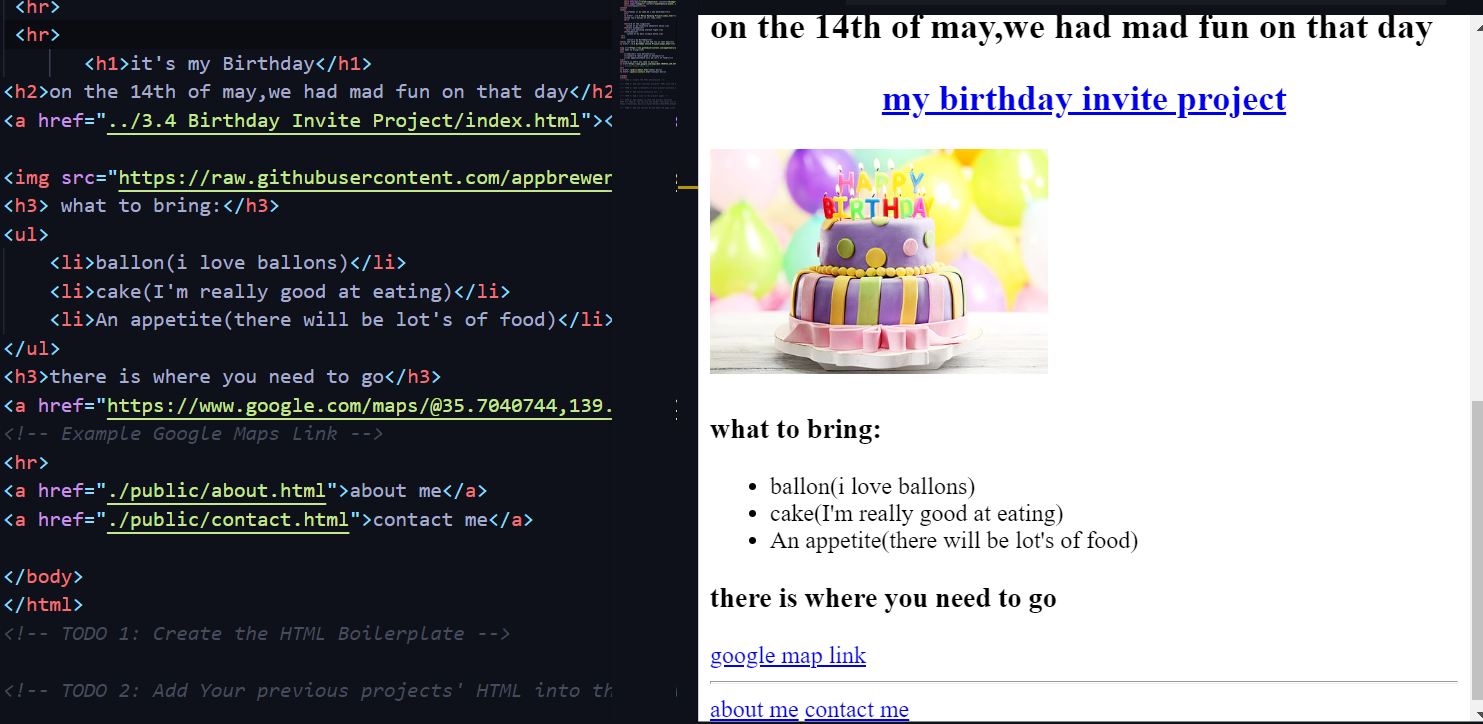 <hr>
<hr>
<h1>it's my Birthday</h1>
<h2>on the 14th of may,we had mad fun on that day</h2
<a href="../3.4 Birthday Invite Project/index.html"><
<img src="https://raw.githubusercontent.com/appbrewer
<h3> what to bring:</h3>
<ul>
<li>ballon(i love ballons)</li>
<li>cake(I'm really good at eating)</li>
<li>An appetite(there will be lot's of food)</li>
</ul>
<h3>there is where you need to go</h3>
<a href="https://www.google.com/maps/@35.7040744,139.
<!-- Example Google Maps Link -->
<hr>
<a href="./public/about.html">about me</a>
<a href="./public/contact.html">contact me</a>
</body>
</html>
<!-- TODO 1: Create the HTML Boilerplate -->
<!-- TODO 2: Add Your previous projects' HTML into th
on the 14th of may,we had mad fun on that day
my birthday invite project
HAPPY
BIRTHDAY
what to bring:
ballon(i love ballons)
cake(I'm really good at eating)
An appetite(there will be lot's of food)
there is where you need to go
google map link
about me contact me